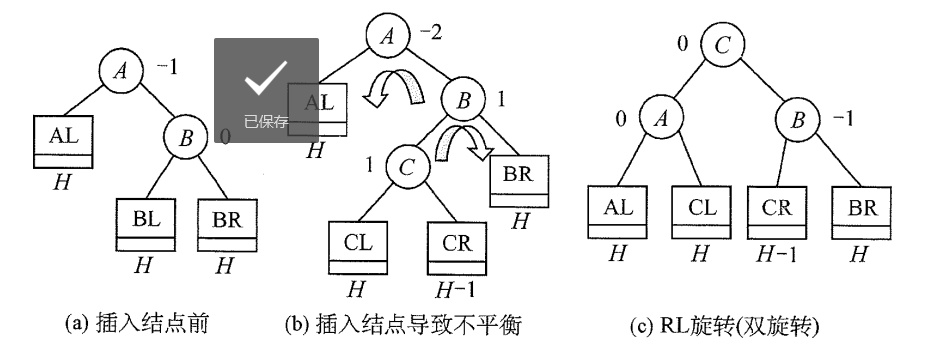 A -1
AL
H
B 0
BL BR
H H
(a) 插入结点前
已保存
A -2
AL
H
B 1
1 C
BR
H
CL CR
H H-1
(b) 插入结点导致不平衡
0 C
0 A
B -1
AL CL CR BR
H H H-1 H
(c) RL旋转(双旋转)